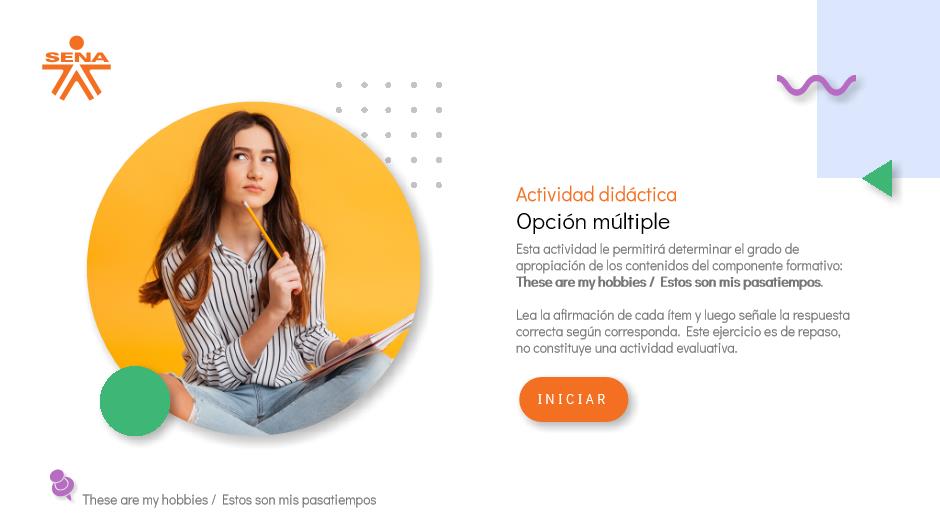 SENA
Actividad didáctica
Opción múltiple
Esta actividad le permitirá determinar el grado de
apropiación de los contenidos del componente formativo:
These are my hobbies / Estos son mis pasatiempos.
Lea la afirmación de cada ítem y luego señale la respuesta
correcta según corresponda. Este ejercicio es de repaso,
no constituye una actividad evaluativa.
INICIAR
These are my hobbies / Estos son mis pasatiempos